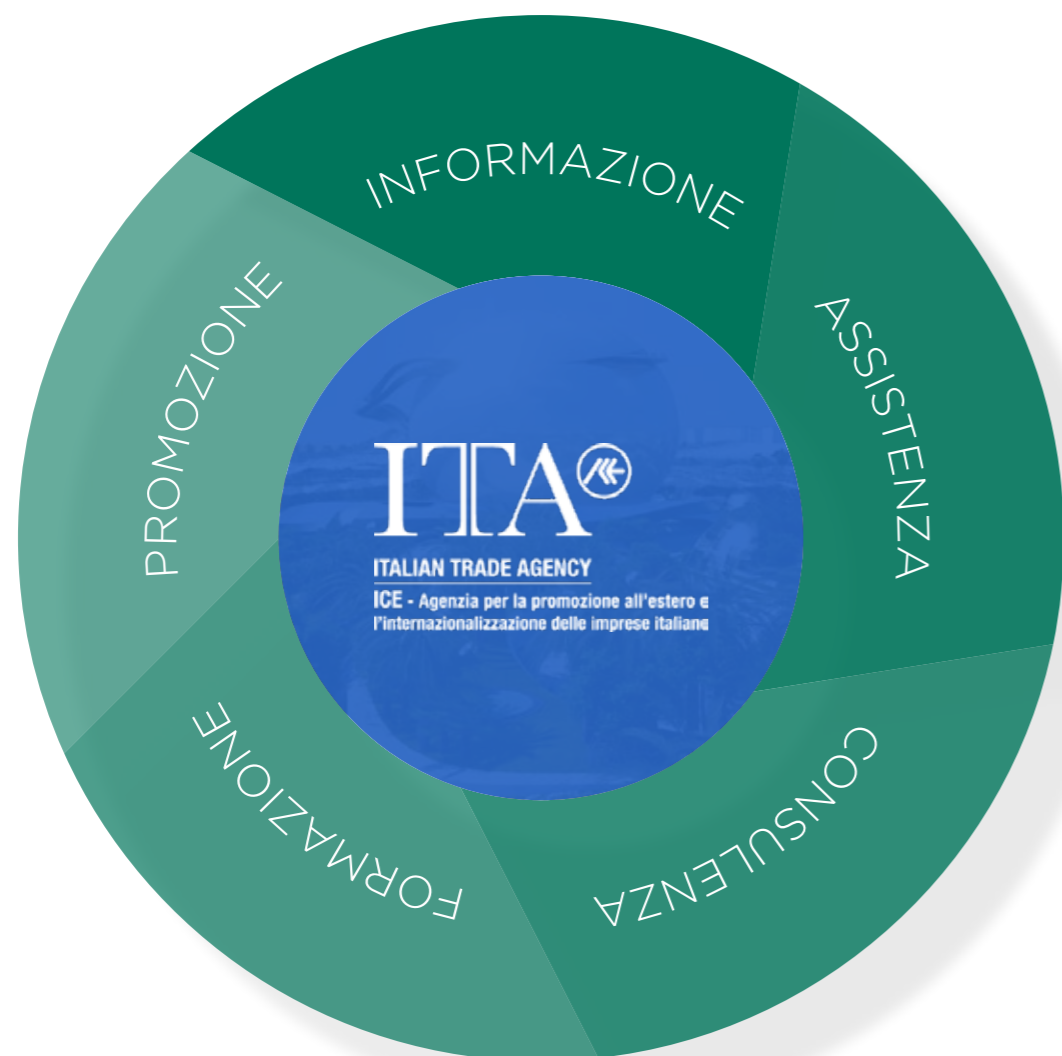 INFORMAZIONE
ASSISTENZA
CONSULENZA
FORMAZIONE
PROMOZIONE
ITA®
ITALIAN TRADE AGENCY
ICE - Agenzia per la promozione all'estero e
l'internazionalizzazione delle imprese italiane